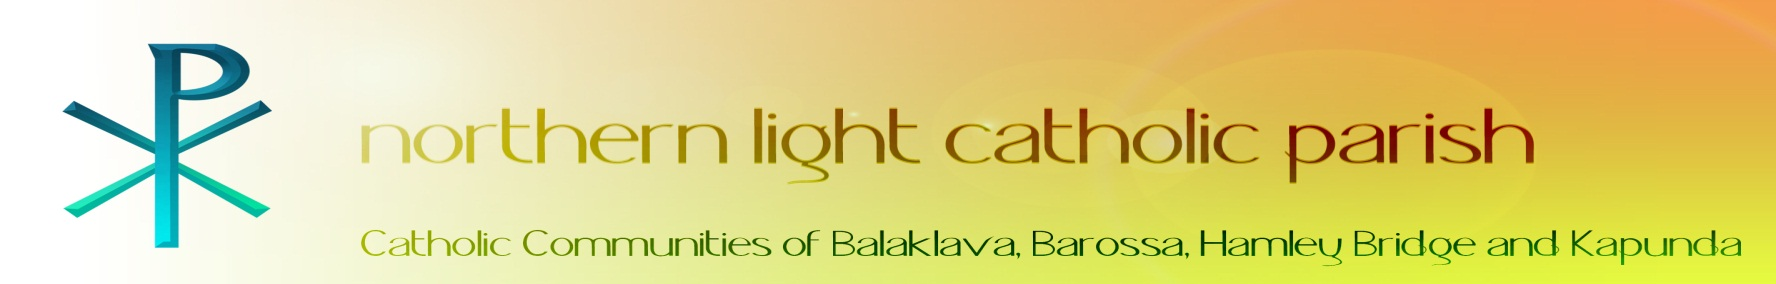 northern light catholic parish
Catholic Communities of Balaklava, Barossa, Hamley Bridge and Kapunda